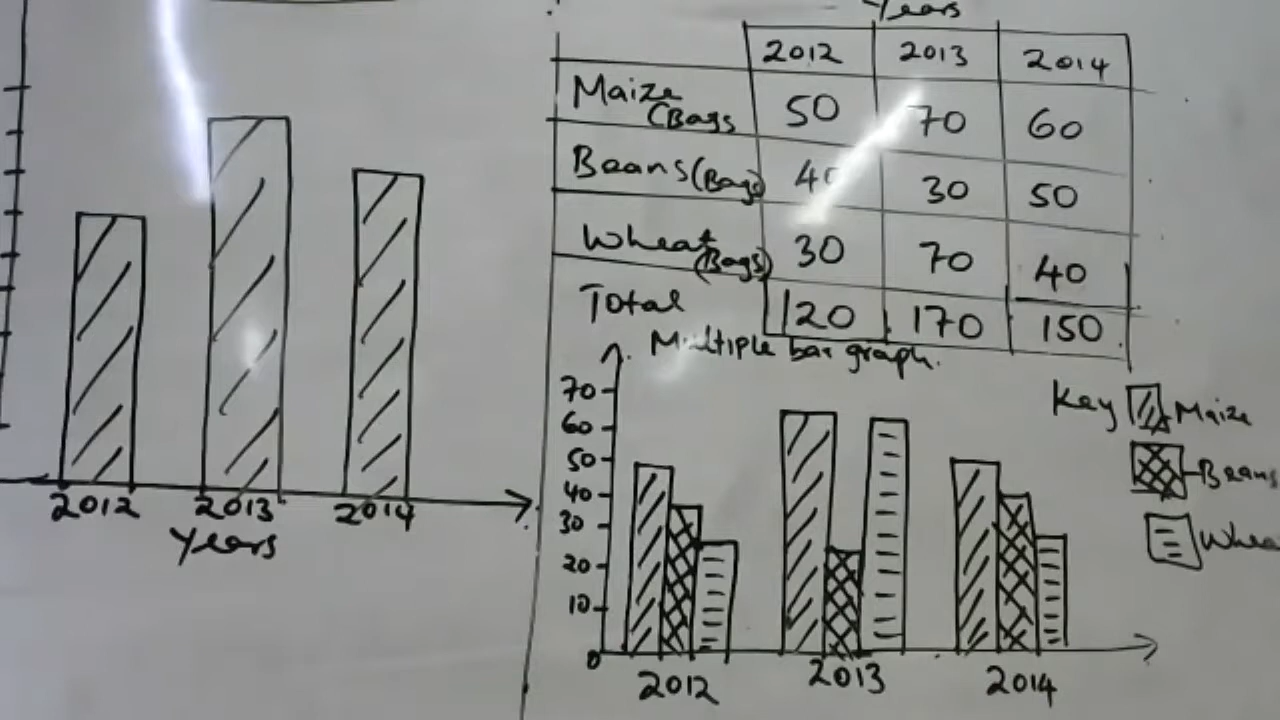 2012 2013 2014
Years
Years
2012 2013 2014
Maize
(Bags 50 70 60
Beans(Bags) 40 30 50
Wheat
(Bags) 30 70 40
Total 120 170 150
Multiple bar graph.
70
60
50
40
30
20
10
0
2012 2013 2014
Key Maize
Beans
Whea